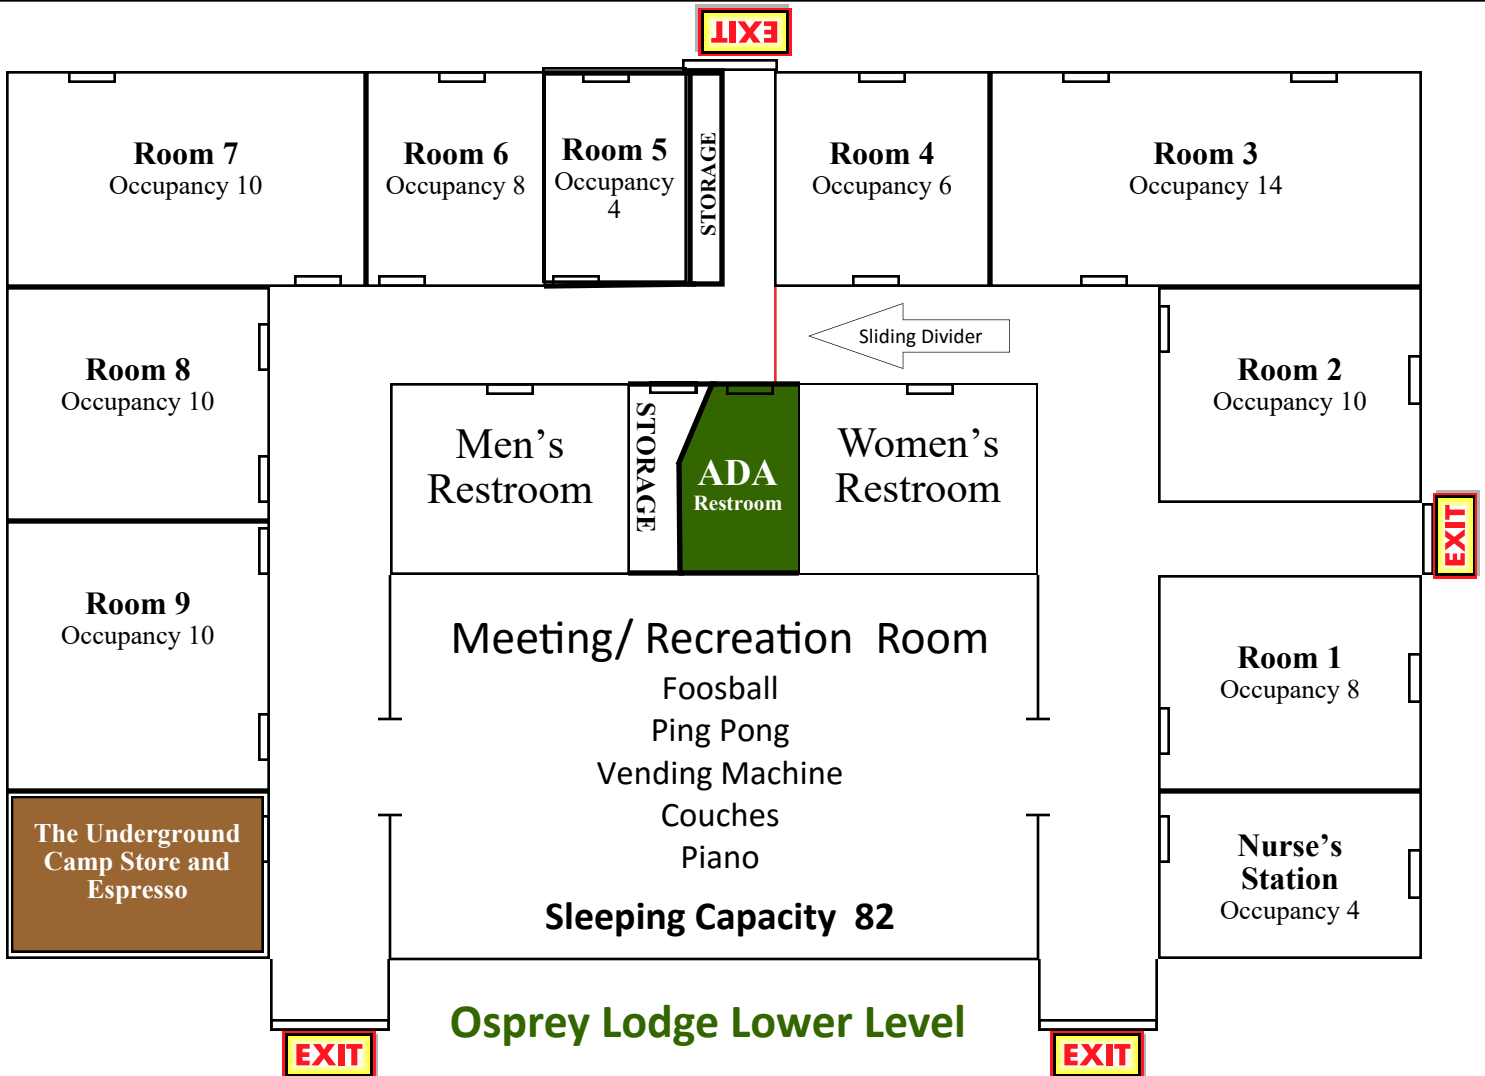 EXIT
Room 7
Occupancy 10
Room 6
Occupancy 8
Room 5
Occupancy
4
STORAGE
Room 4
Occupancy 6
Room 3
Occupancy 14
Sliding Divider
Room 8
Occupancy 10
Room 2
Occupancy 10
Men’s
Restroom
STORAGE
ADA
Restroom
Women’s
Restroom
EXIT
Room 9
Occupancy 10
Meeting/ Recreation  Room
Foosball
Ping Pong
Vending Machine
Couches
Piano
Sleeping Capacity  82
Room 1
Occupancy 8
The Underground
Camp Store and
Espresso
Nurse’s
Station
Occupancy 4
Osprey Lodge Lower Level
EXIT
EXIT